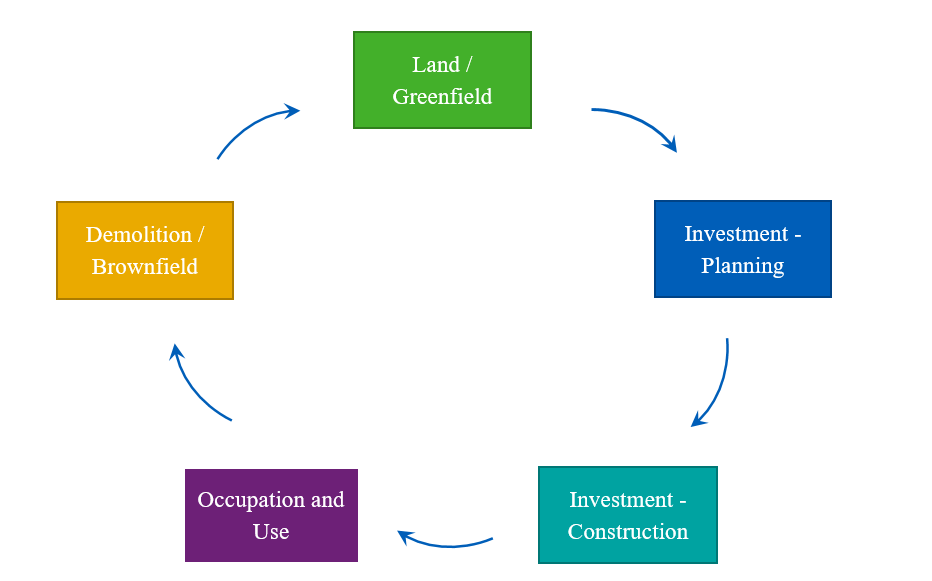 Land /
Greenfield
Investment -
Planning
Investment -
Construction
Occupation and
Use
Demolition /
Brownfield